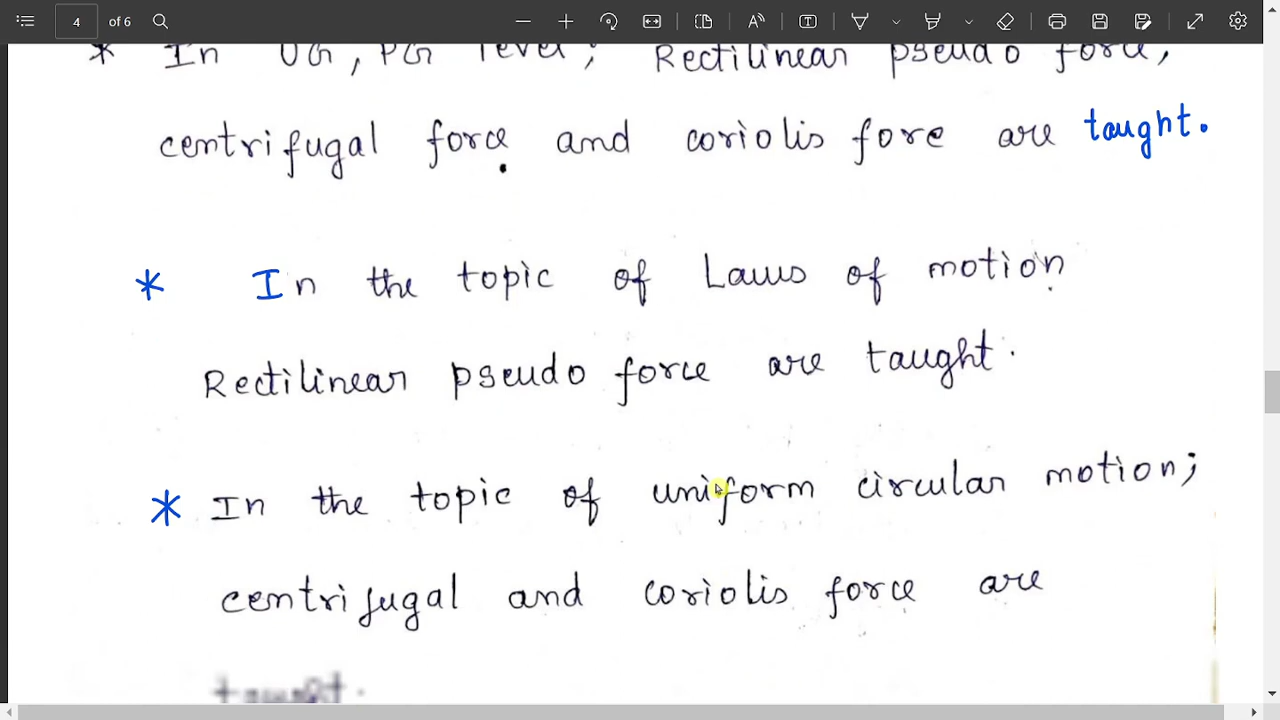 4 of 6
* In UG, PG level; Rectilinear pseudo force,
centrifugal force and coriolis fore are taught.
* In the topic of Laws of motion
Rectilinear pseudo force are taught.
* In the topic of uniform circular motion;
centrifugal and coriolis force are
taught.